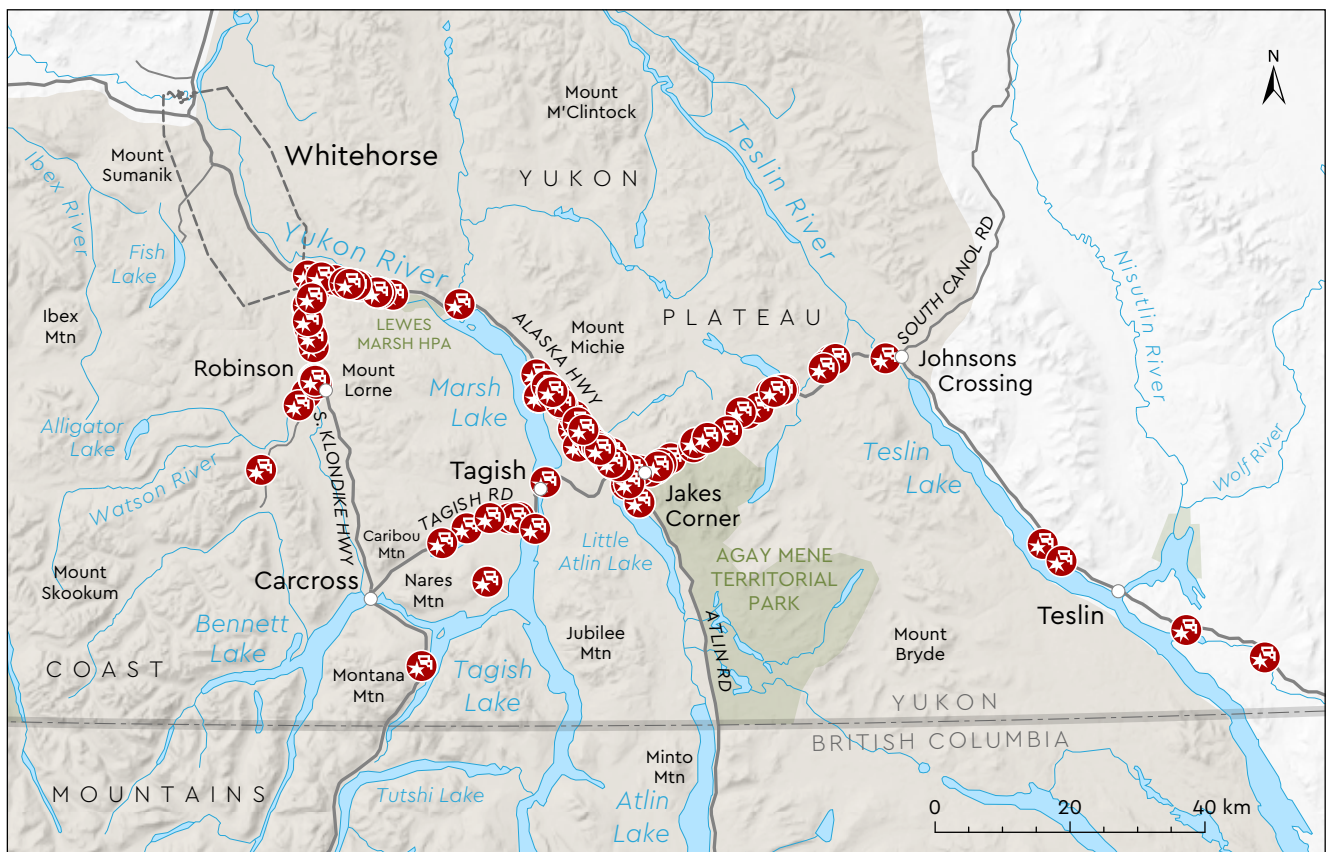 N
Mount
M'Clintock
Whitehorse
Mount
Sumanik
YUKON
Teslin River
Ibex River
Fish
Lake
Yukon River
Nisutlin River
SOUTH CANOL RD
Ibex
Mtn
LEWES
MARSH HPA
ALASKA HWY
Mount
Michie
PLATEAU
Robinson
Mount
Lorne
Marsh
Lake
Johnsons
Crossing
Alligator
Lake
S. KLONDIKE HWY
Watson River
Tagish
TAGISH RD
Teslin
Lake
Wolf River
Jakes
Corner
Caribou
Mtn
Little
Atlin Lake
Mount
Skookum
Carcross
Nares
Mtn
AGAY MENE
TERRITORIAL
PARK
Teslin
Bennett
Lake
Jubilee
Mtn
ATLIN RD
Mount
Bryde
COAST
Montana
Mtn
Tagish
Lake
YUKON
BRITISH COLUMBIA
MOUNTAINS
Tutshi Lake
Minto
Mtn
Atlin
Lake
0 20 40 km